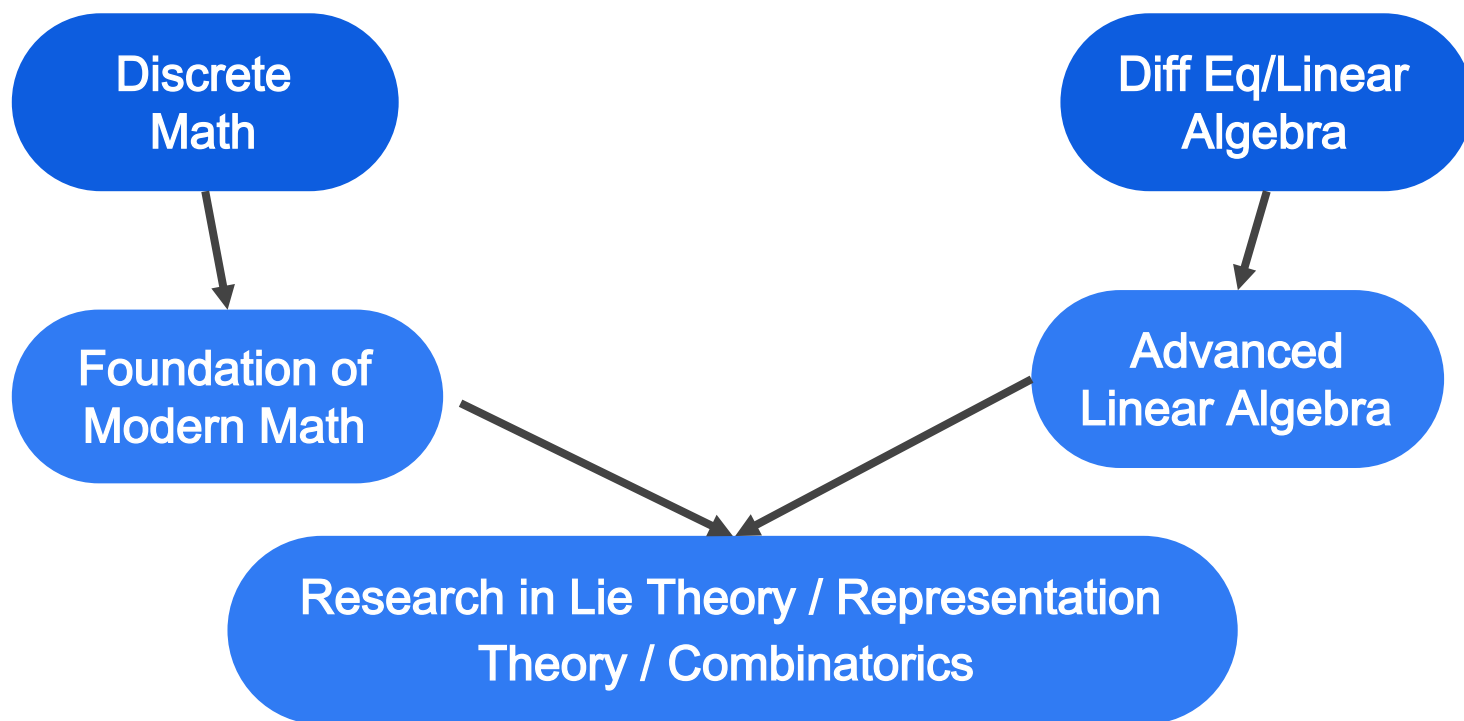 Discrete
Math
Diff Eq/Linear
Algebra
Foundation of
Modern Math
Advanced
Linear Algebra
Research in Lie Theory / Representation
Theory / Combinatorics